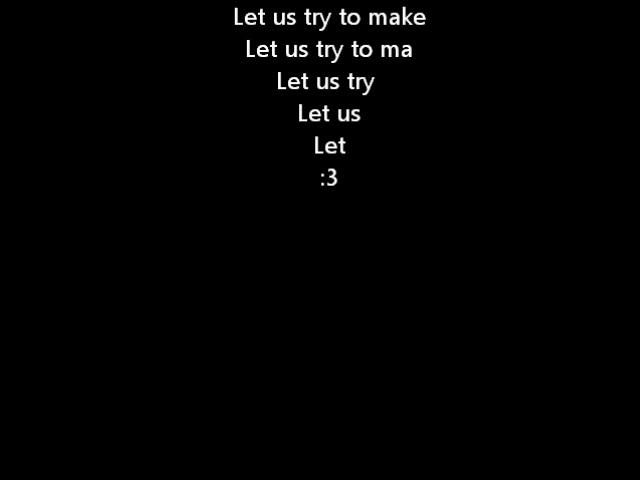 Let us try to make
Let us try to ma
Let us try
Let us
Let
:3